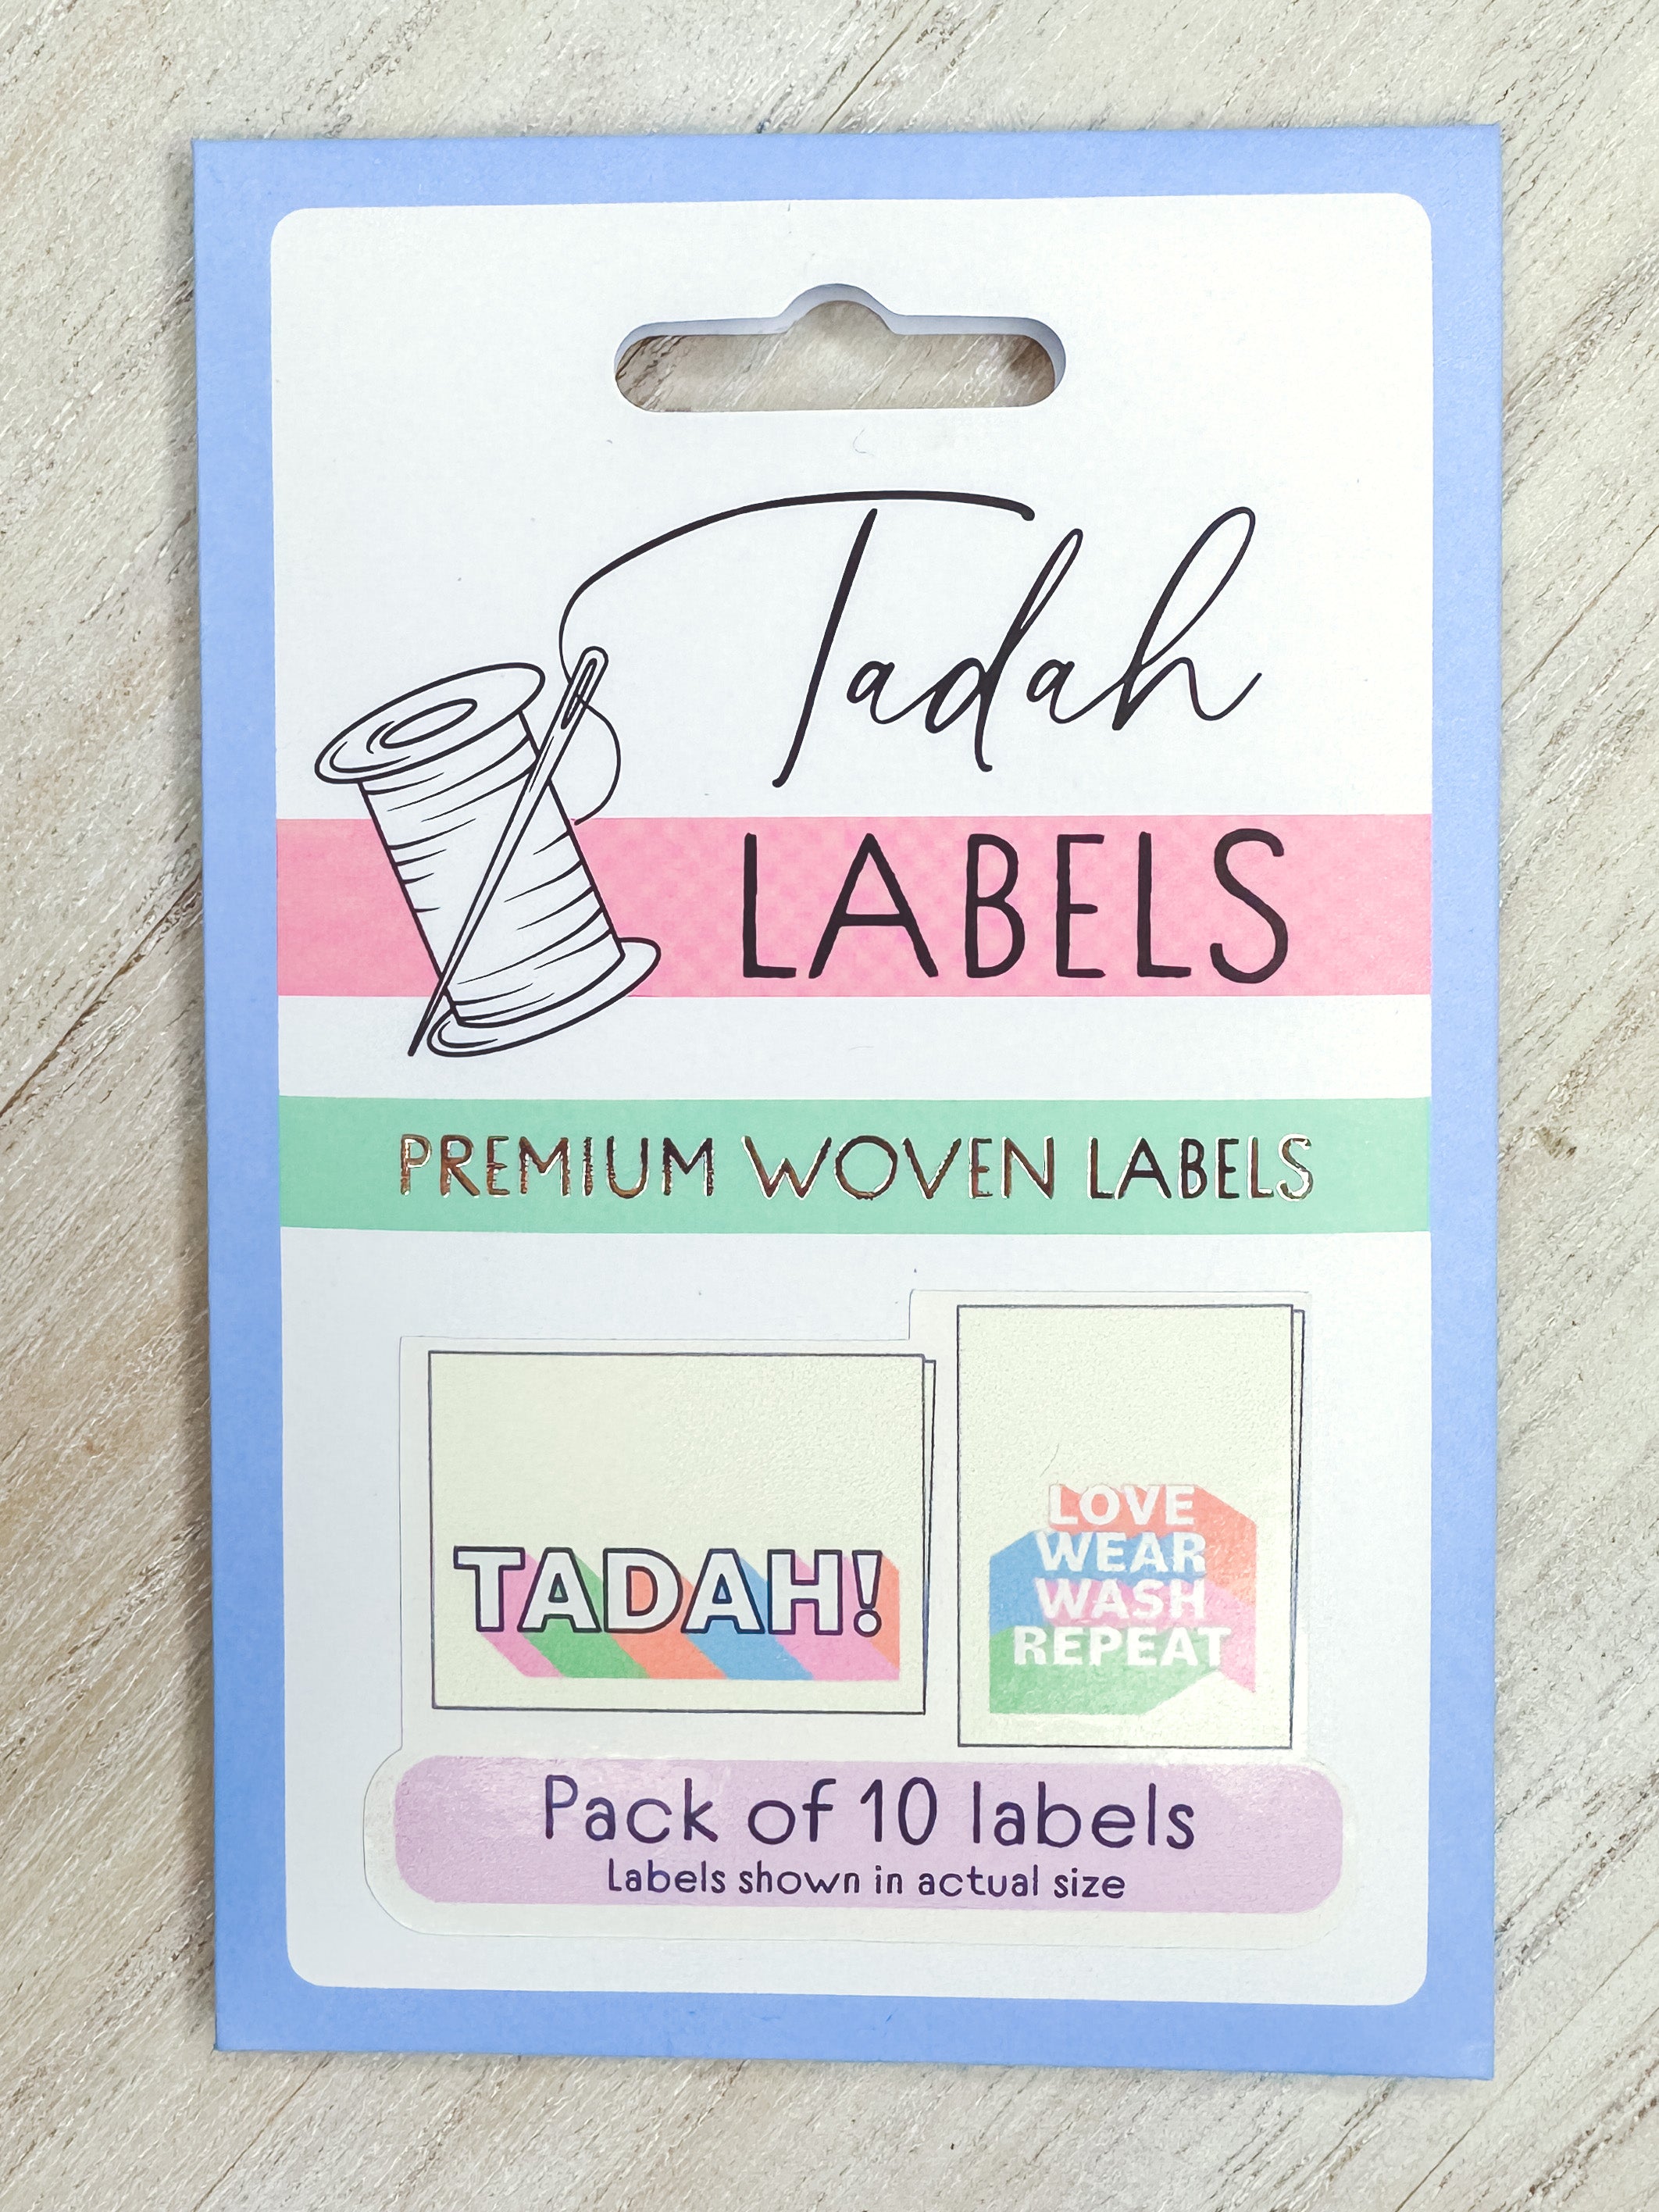 Tadah
LABELS
PREMIUM WOVEN LABELS
TADAH!
LOVE
WEAR
WASH
REPEAT
Pack of 10 labels
Labels shown in actual size